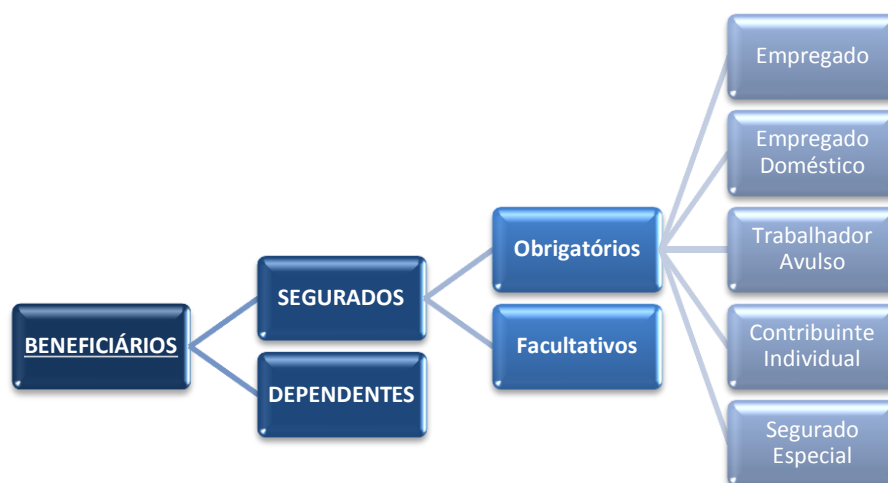 BENEFICIÁRIOS
SEGURADOS
DEPENDENTES
Obrigatórios
Facultativos
Empregado
Empregado
Doméstico
Trabalhador
Avulso
Contribuinte
Individual
Segurado
Especial